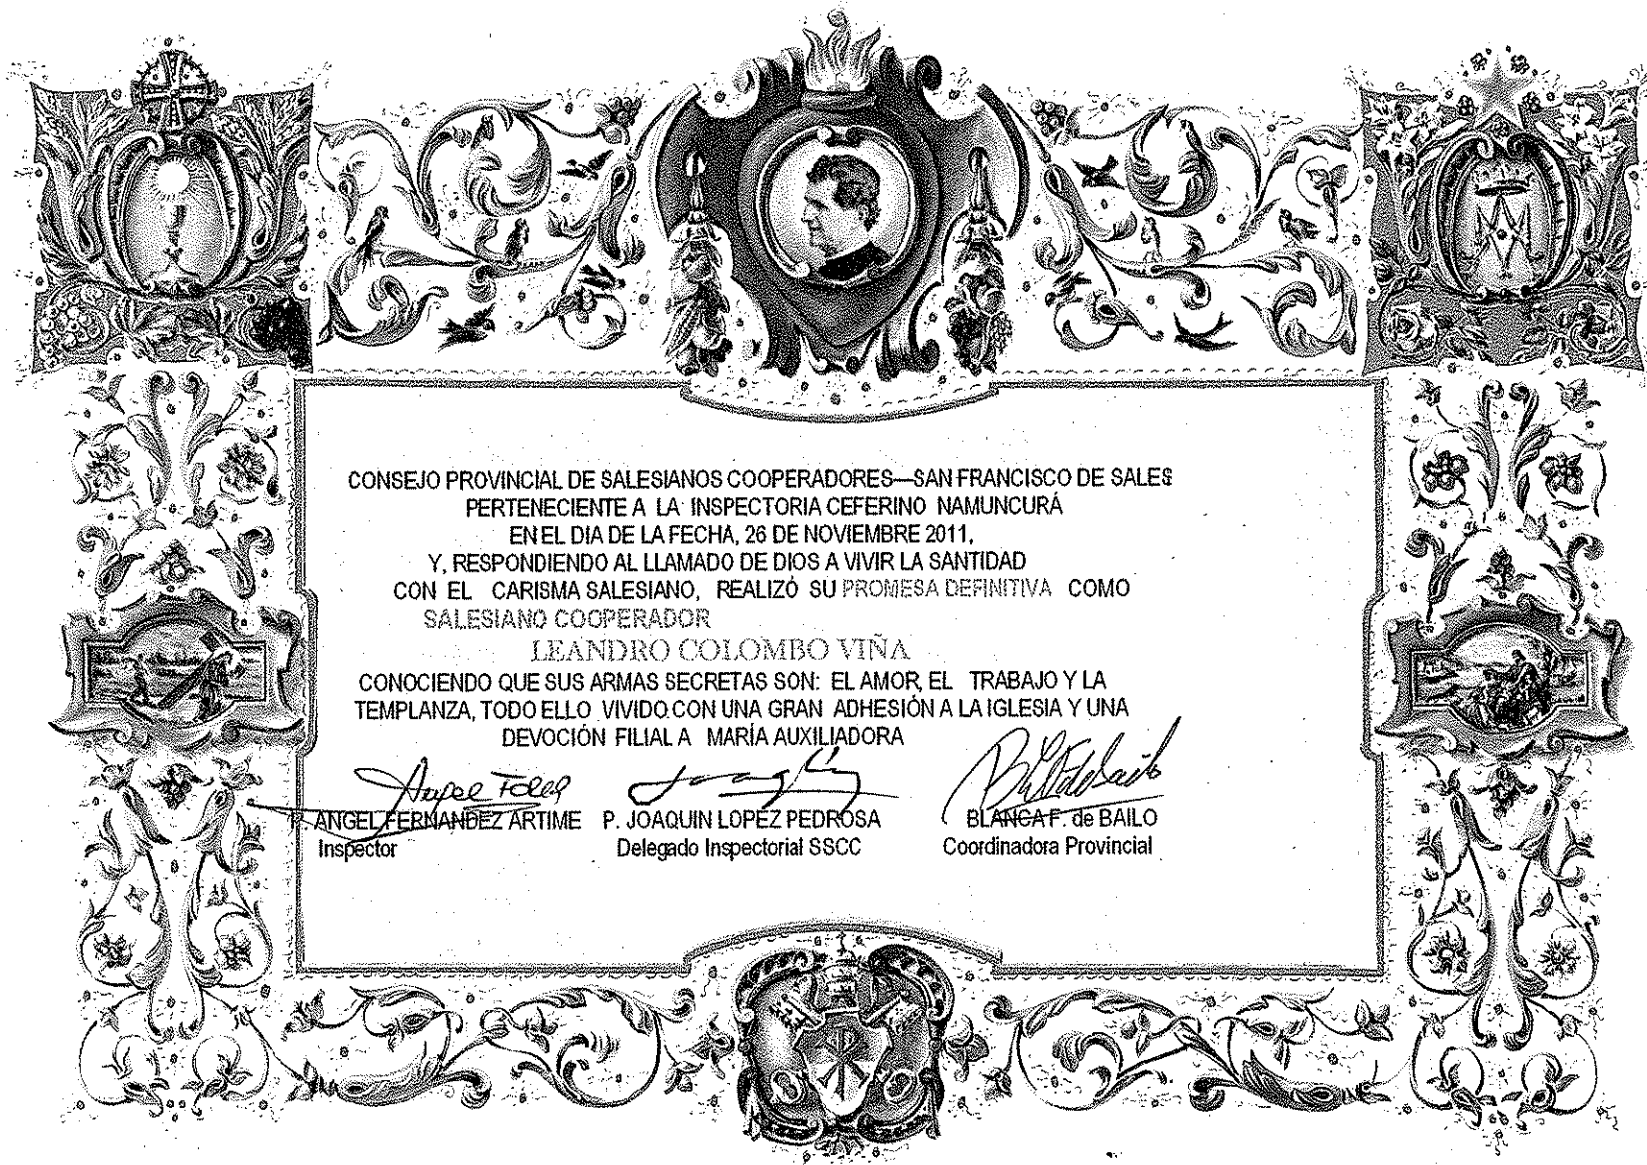 CONSEJO PROVINCIAL DE SALESIANOS COOPERADORES—SAN FRANCISCO DE SALES
PERTENECIENTE A LA INSPECTORIA CEFERINO NAMUNCURÁ
EN EL DIA DE LA FECHA, 26 DE NOVIEMBRE 2011,
Y, RESPONDIENDO AL LLAMADO DE DIOS A VIVIR LA SANTIDAD
CON EL CARISMA SALESIANO, REALIZÓ SU PROMESA DEFINITIVA COMO
SALESIANO COOPERADOR
LEANDRO COLOMBO VIÑA
CONOCIENDO QUE SUS ARMAS SECRETAS SON: EL AMOR, EL TRABAJO Y LA
TEMPLANZA, TODO ELLO VIVIDO CON UNA GRAN ADHESIÓN A LA IGLESIA Y UNA
DEVOCIÓN FILIAL A MARÍA AUXILIADORA
ANGEL FERNANDEZ ARTIME P. JOAQUIN LOPEZ PEDROSA BLANCA F. de BAILO
Inspector Delegado Inspectorial SSCC Coordinadora Provincial